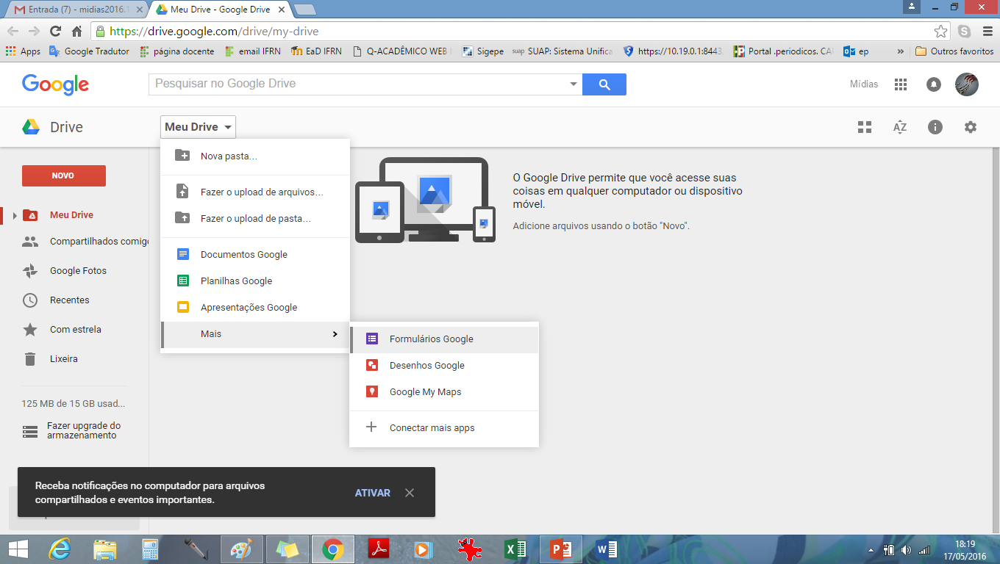 Entrada (7) - midias2016.1
Meu Drive - Google Drive
https://drive.google.com/drive/my-drive
Apps
Google Tradutor
página docente
email IFRN
EaD IFRN
Q-ACADÊMICO WEB
Sigepe
suap SUAP: Sistema Unifica
https://10.19.0.1:8443
Portal .periodicos. CA
ep
»
Outros favoritos
Google
Pesquisar no Google Drive
Mídias
Drive
Meu Drive
AZ
NOVO
Nova pasta...
Fazer o upload de arquivos...
Fazer o upload de pasta...
Documentos Google
Planilhas Google
Apresentações Google
Mais
Formulários Google
Desenhos Google
Google My Maps
Conectar mais apps
O Google Drive permite que você acesse suas
coisas em qualquer computador ou dispositivo
móvel.
Adicione arquivos usando o botão "Novo".
Meu Drive
Compartilhados comigo
Google Fotos
Recentes
Com estrela
Lixeira
125 MB de 15 GB usad...
Fazer upgrade do
armazenamento
Receba notificações no computador para arquivos
compartilhados e eventos importantes.
ATIVAR
18:19
17/05/2016